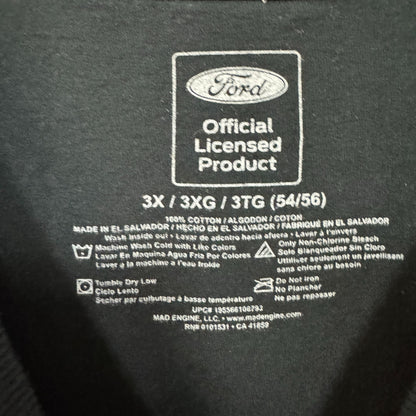 Ford
Official
Licensed
Product
3X / 3XG / 3TG (54/56)
100% COTTON / ALGODON / COTON
MADE IN EL SALVADOR / HECHO EN EL SALVADOR / FABRIQUÉ EN EL SALVADOR
Wash inside out • Lavar de adentro hacia afuera • Laver à l'invers
Machine Wash Cold with Like Colors
Lavar En Maquina Agua Fria Por Colores
Laver a la machine a l'eau froide
Only Non-Chlorine Bleach
Solo Blanqueador Sin Cloro
Utiliser seulement un javellisant
sans chlore au besoin
Tumble Dry Low
Ciclo Lento
Sécher par culbutage à basse température
Do Not Iron
No Planchar
Ne pas repasser
UPC# 195566106793
MAD ENGINE, LLC. • www.madengine.com
RN# 0101531 • CA 41859